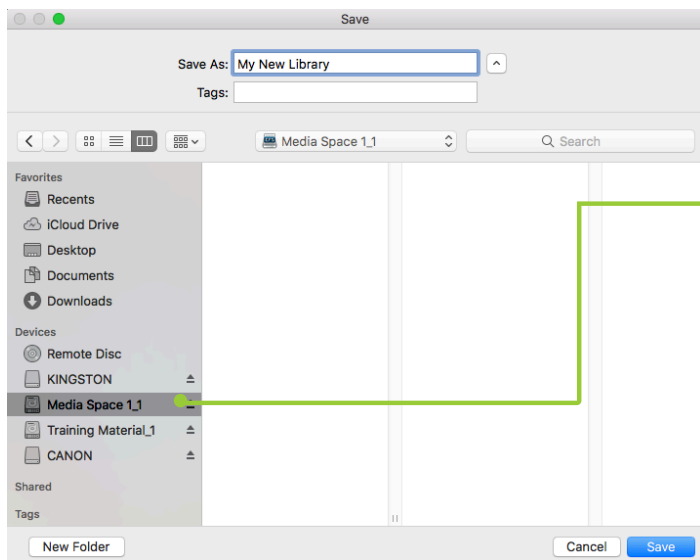 Save
Save As: My New Library
Tags:
Media Space 1_1
Search
Favorites
Recents
iCloud Drive
Desktop
Documents
Downloads
Devices
Remote Disc
KINGSTON
Media Space 1_1
Training Material_1
CANON
Shared
Tags
New Folder
Cancel
Save